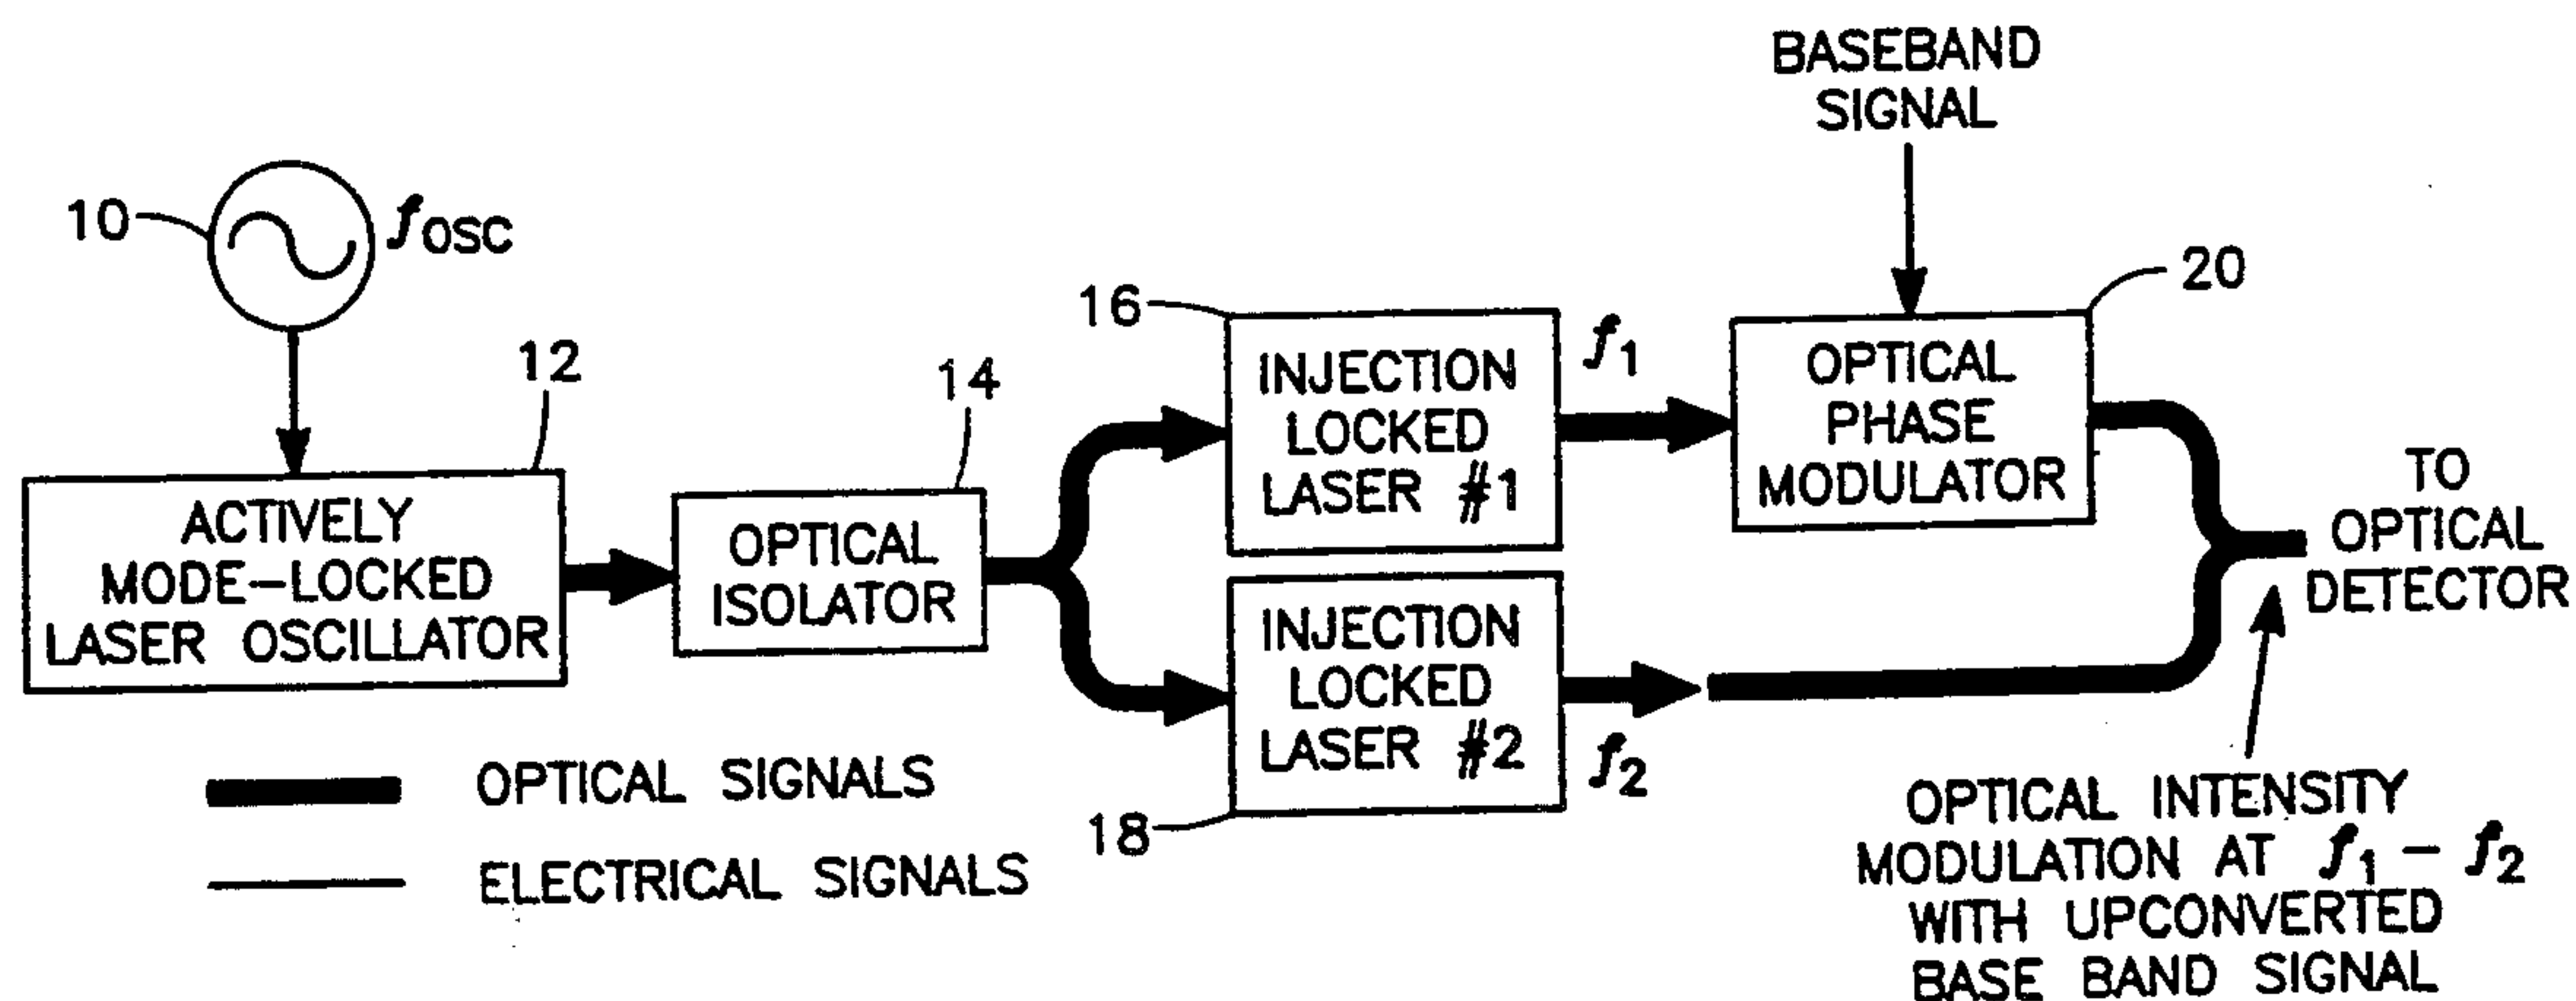 BASEBAND
SIGNAL
10
fOSC
12
ACTIVELY
MODE-LOCKED
LASER OSCILLATOR
14
OPTICAL
ISOLATOR
16
INJECTION
LOCKED
LASER #1
f1
20
OPTICAL
PHASE
MODULATOR
TO
OPTICAL
DETECTOR
INJECTION
LOCKED
LASER #2
f2
18
OPTICAL SIGNALS
ELECTRICAL SIGNALS
OPTICAL INTENSITY
MODULATION AT f1 - f2
WITH UPCONVERTED
BASE BAND SIGNAL